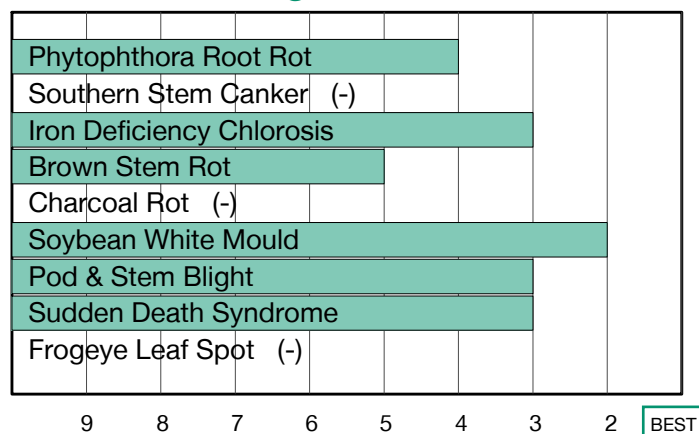 Phytophthora Root Rot
Southern Stem Canker (-)
Iron Deficiency Chlorosis
Brown Stem Rot
Charcoal Rot (-)
Soybean White Mould
Pod & Stem Blight
Sudden Death Syndrome
Frogeye Leaf Spot (-)
9 8 7 6 5 4 3 2 BEST